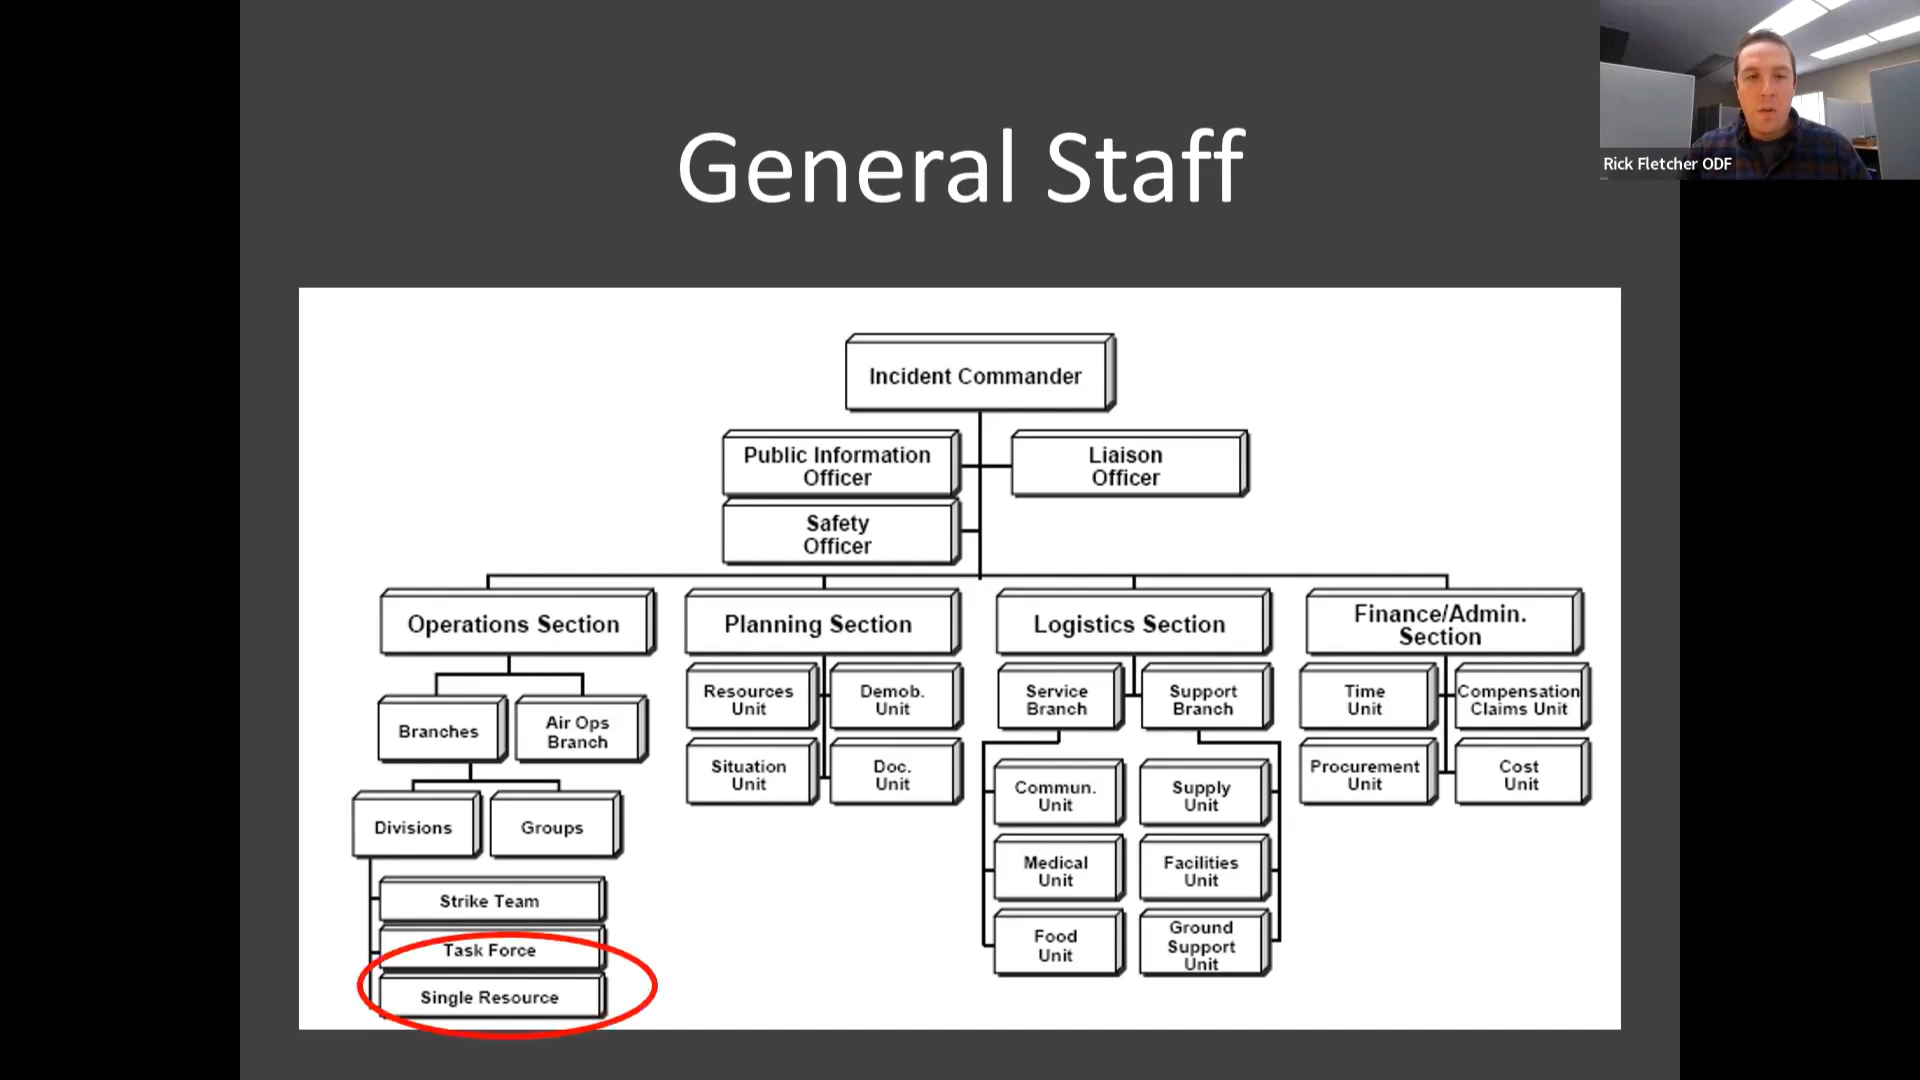 General Staff
Rick Fletcher ODF
Incident Commander
Public Information
Officer
Liaison
Officer
Safety
Officer
Operations Section
Planning Section
Logistics Section
Finance/Admin.
Section
Branches
Air Ops
Branch
Divisions
Groups
Strike Team
Task Force
Single Resource
Resources
Unit
Demob.
Unit
Situation
Unit
Doc.
Unit
Service
Branch
Support
Branch
Commun.
Unit
Supply
Unit
Medical
Unit
Facilities
Unit
Food
Unit
Ground
Support
Unit
Time
Unit
Compensation
Claims Unit
Procurement
Unit
Cost
Unit